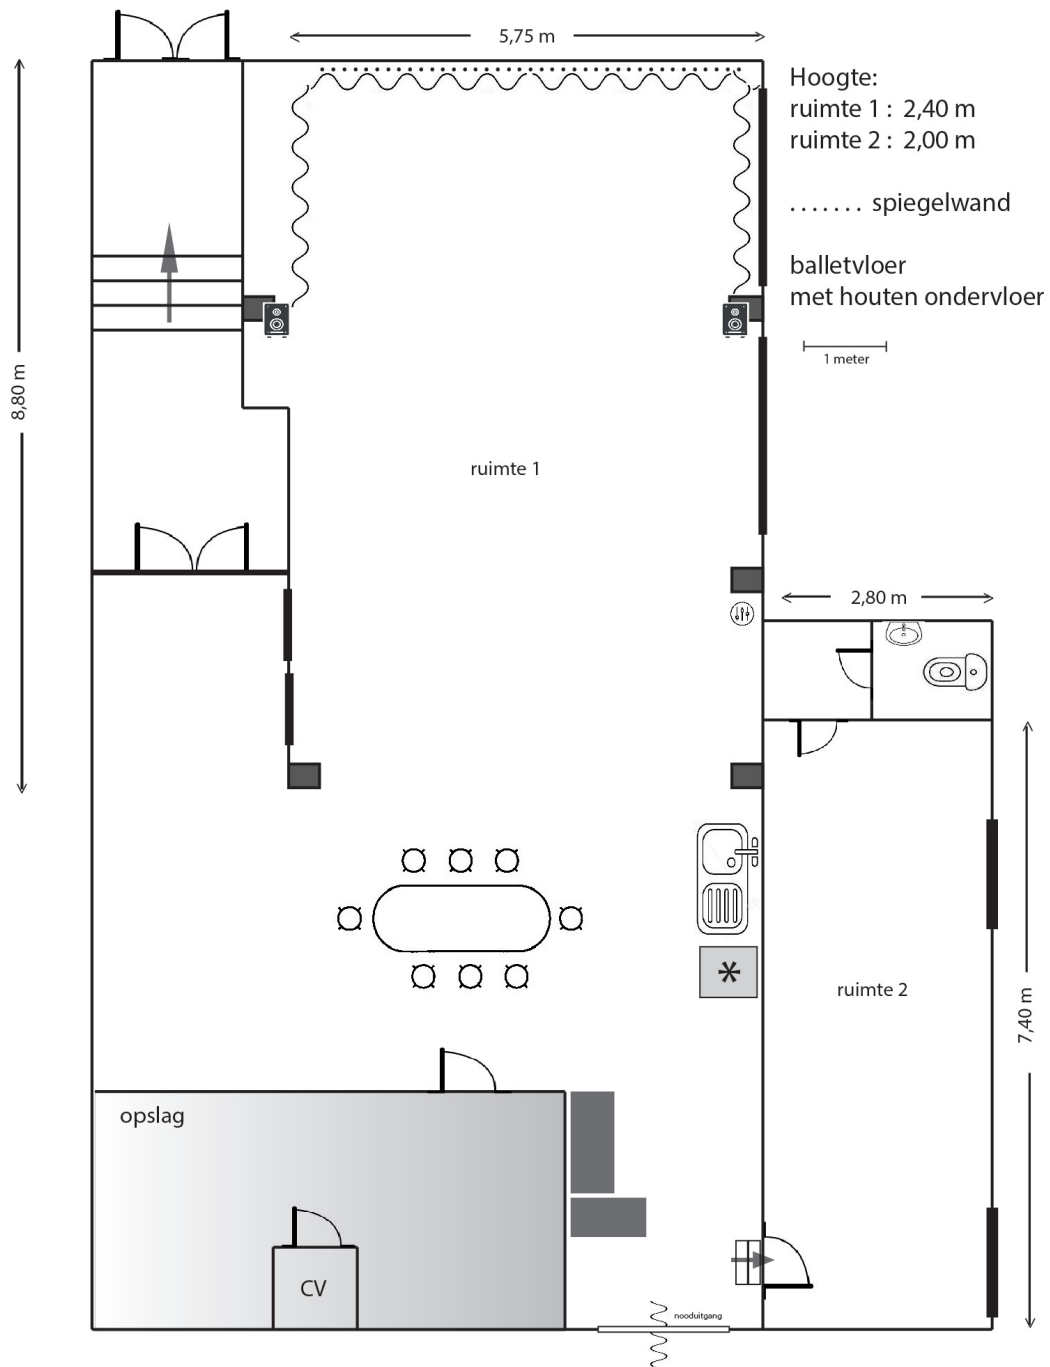 5,75 m
Hoogte:
ruimte 1 : 2,40 m
ruimte 2 : 2,00 m
....... spiegelwand
balletvloer
met houten ondervloer
1 meter
8,80 m
ruimte 1
2,80 m
ruimte 2
7,40 m
opslag
CV
nooduitgang